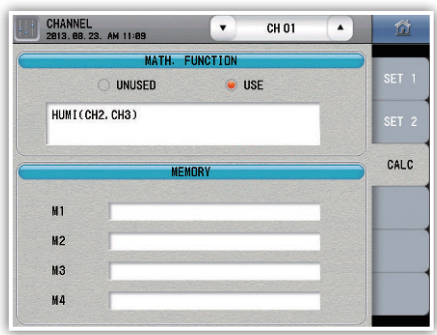 CHANNEL
2013. 08. 23. AM 11:09
CH 01
MATH. FUNCTION
UNUSED
USE
HUMI(CH2.CH3)
MEMORY
M1
M2
M3
M4
SET 1
SET 2
CALC